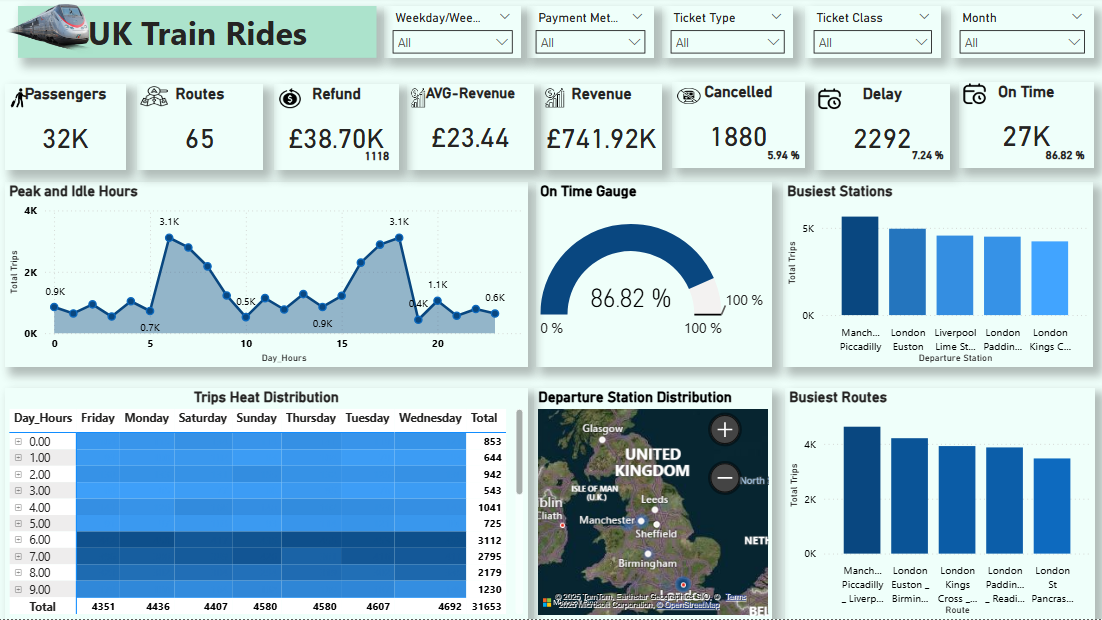 UK Train Rides
Weekday/Wee...
All
Payment Met...
All
Ticket Type
All
Ticket Class
All
Month
All
Passengers
32K
Routes
65
Refund
£38.70K
1118
AVG-Revenue
£23.44
Revenue
£741.92K
Cancelled
1880
5.94 %
Delay
2292
7.24 %
On Time
27K
86.82 %
Peak and Idle Hours
Total Trips
4K
2K
0K
0.9K
0.7K
3.1K
0.5K
0.9K
3.1K
0.4K
1.1K
0.6K
0 5 10 15 20
Day_Hours
On Time Gauge
86.82 %
0 %
100 %
100 %
Busiest Stations
Total Trips
5K
0K
Manch... Piccadilly
London Euston
Liverpool Lime St...
London Paddin...
London Kings C...
Departure Station
Trips Heat Distribution
Day_Hours Friday Monday Saturday Sunday Thursday Tuesday Wednesday Total
0.00 853
1.00 644
2.00 942
3.00 543
4.00 1041
5.00 725
6.00 3112
7.00 2795
8.00 2179
9.00 1230
Total 4351 4436 4407 4580 4580 4607 4692 31653
Departure Station Distribution
Glasgow
UNITED
KINGDOM
North
ISLE OF MAN
(U.K.)
Leeds
Manchester
Sheffield
Birmingham
© 2025 TomTom, Earthstar Geographics SIO, © Terms
2025 Microsoft Corporation, © OpenStreetMap
Busiest Routes
Total Trips
4K
2K
0K
Manch... Piccadilly _ Liverp...
London Euston _ Birmin...
London Kings Cross _...
London Paddin... _ Readi...
London St Pancras...
Route